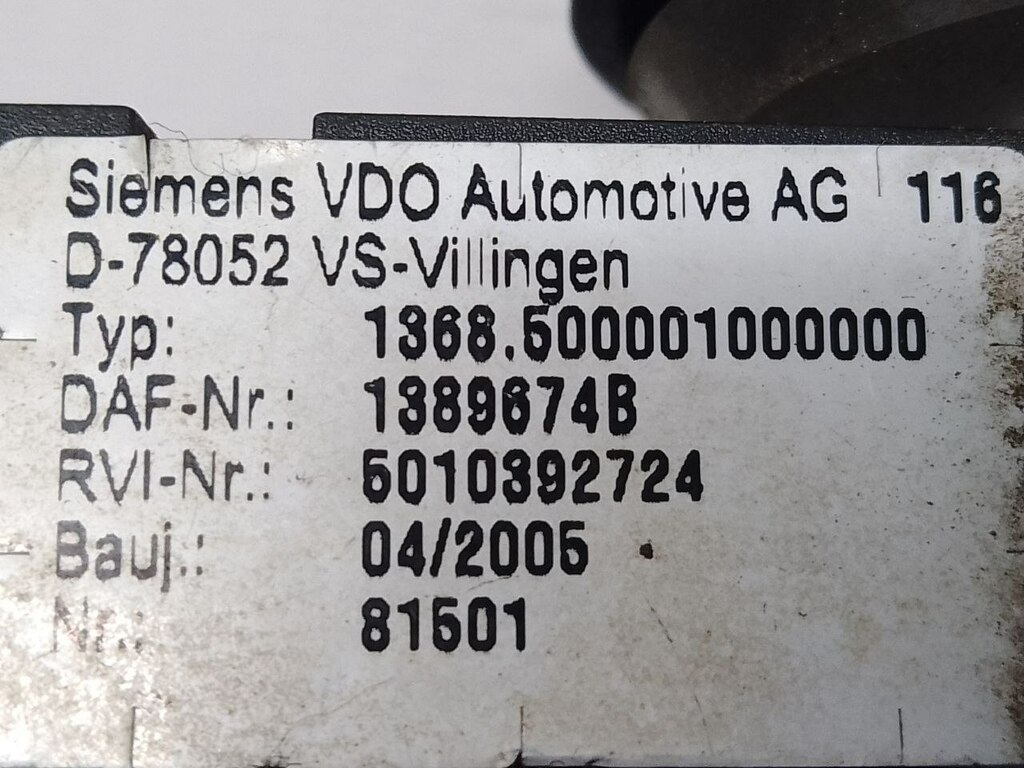 Siemens VDO Automotive AG 116
D-78052 VS-Villingen
Typ: 1368.500001000000
DAF-Nr.: 1389674B
RVI-Nr.: 5010392724
Bauj.: 04/2005
Nr.: 81501